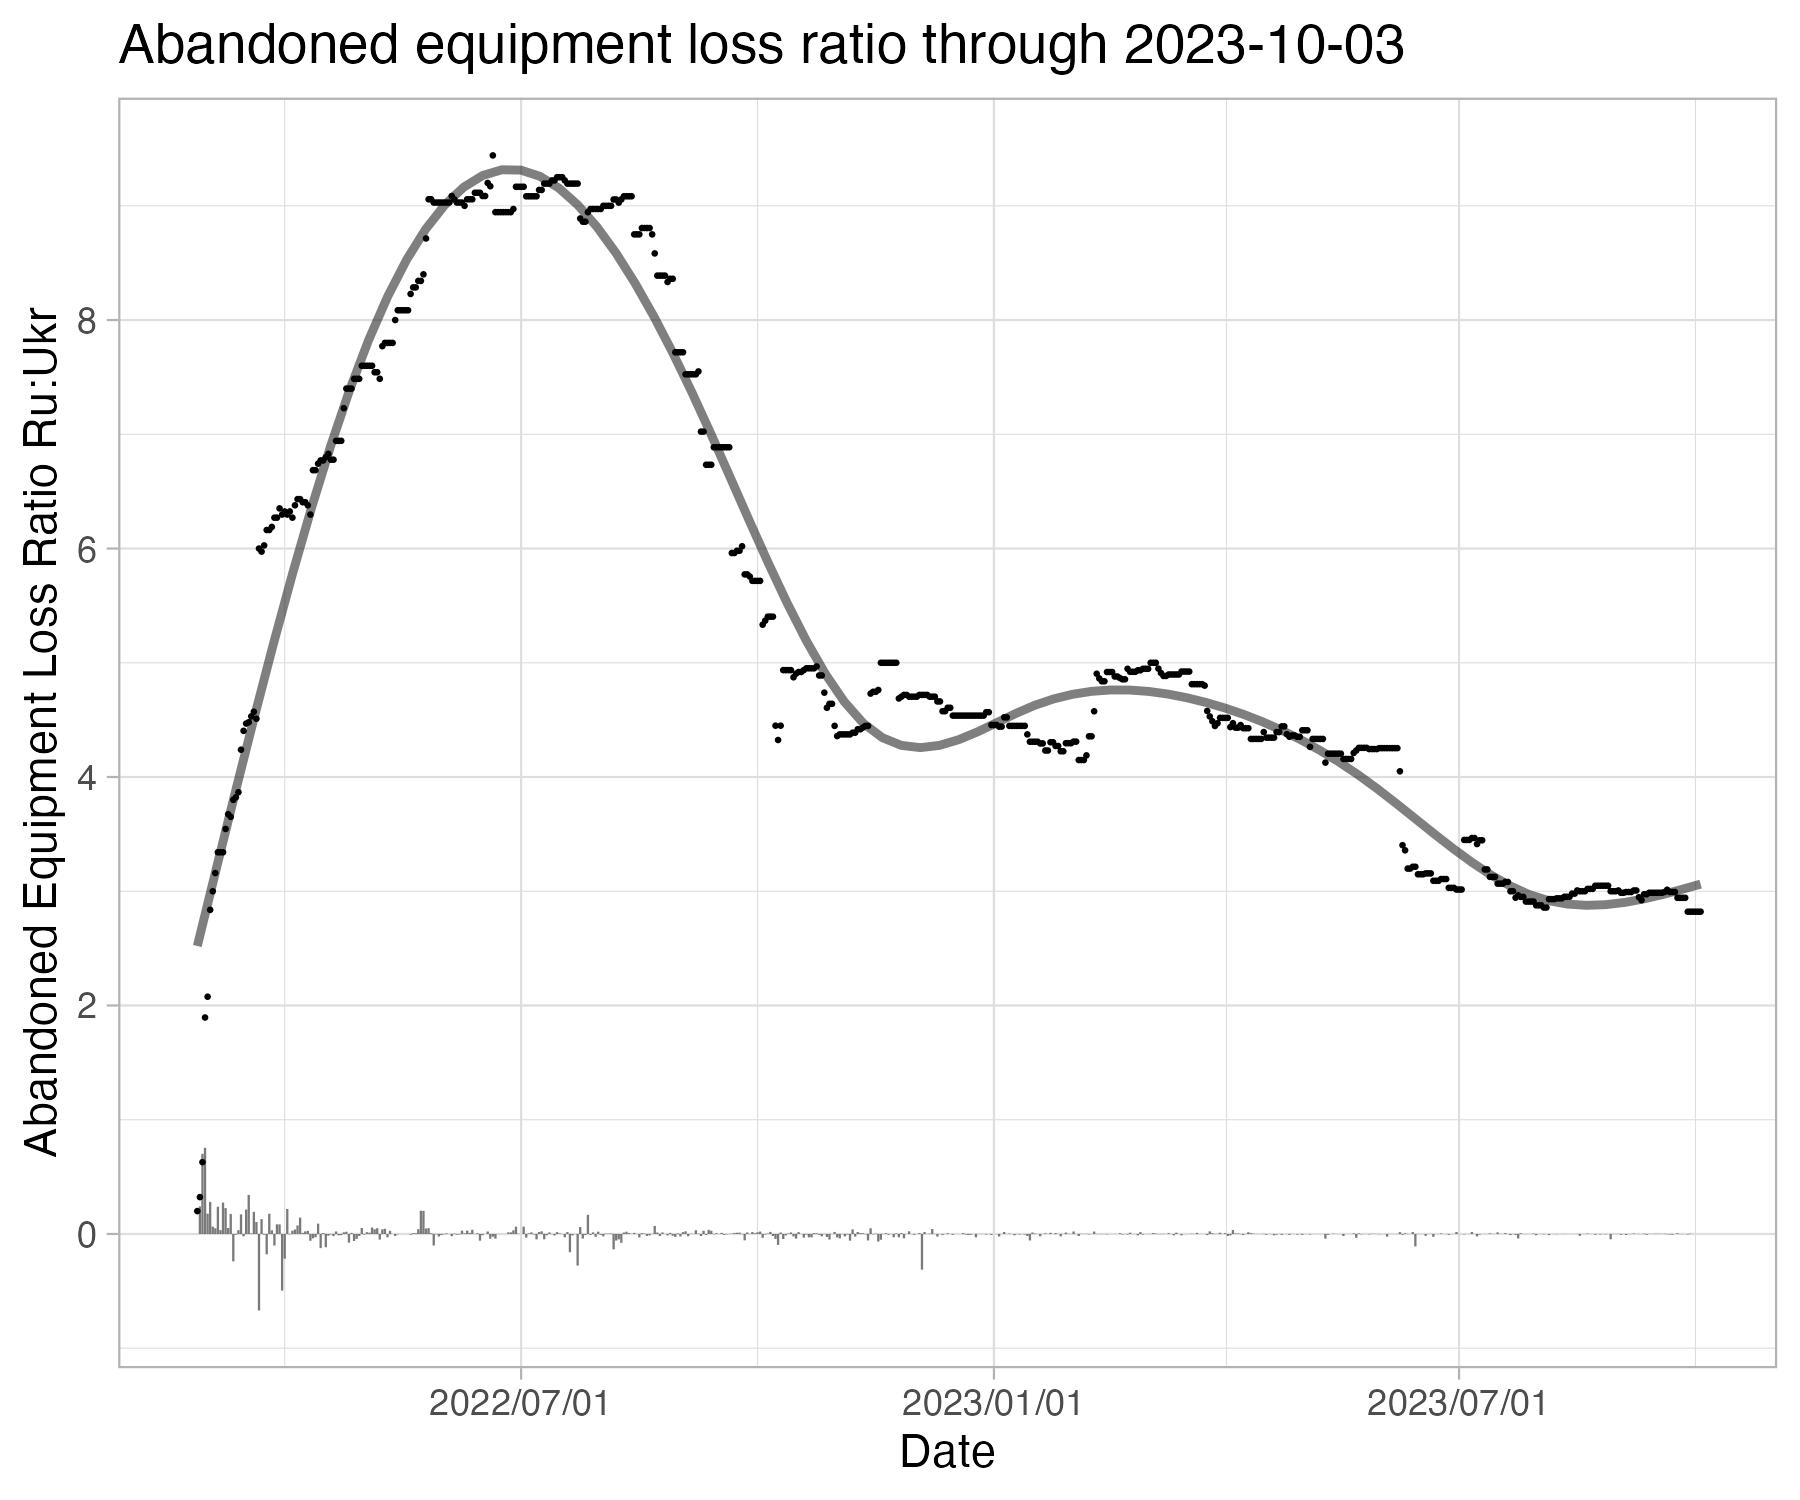 Abandoned equipment loss ratio through 2023-10-03
Abandoned Equipment Loss Ratio Ru:Ukr
8
6
4
2
0
2022/07/01
2023/01/01
2023/07/01
Date